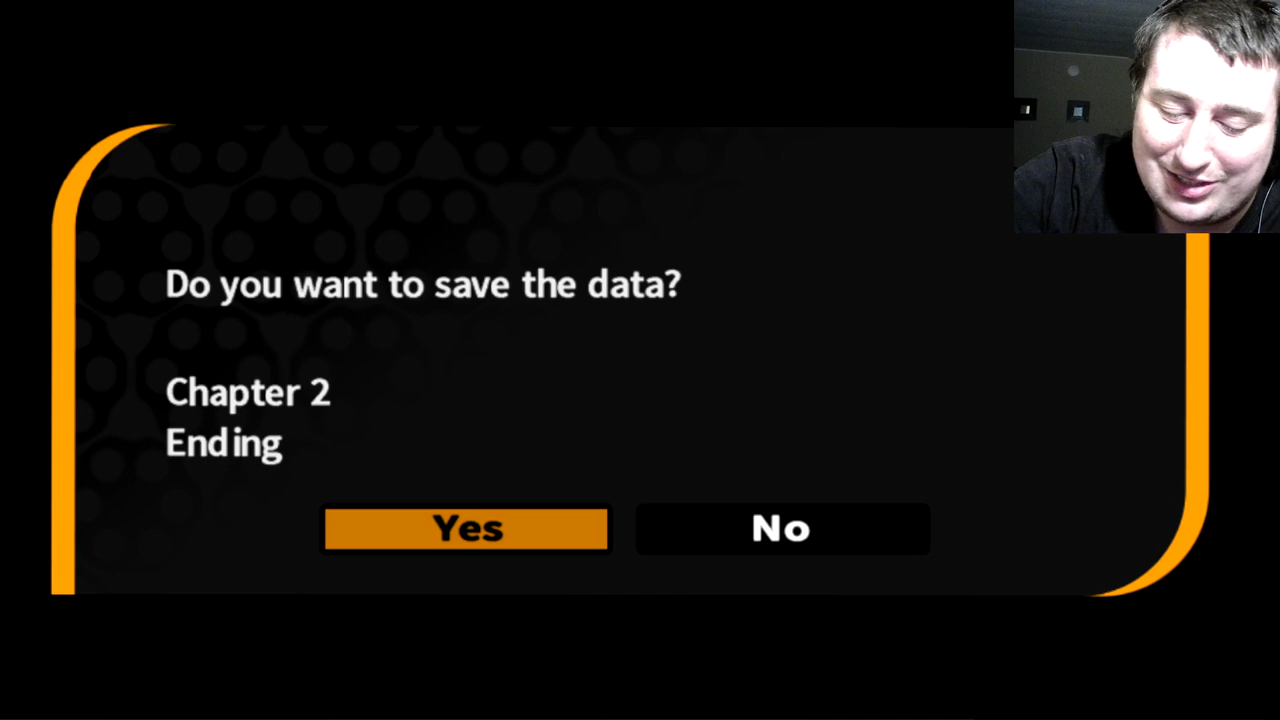 Do you want to save the data?
Chapter 2
Ending
Yes No